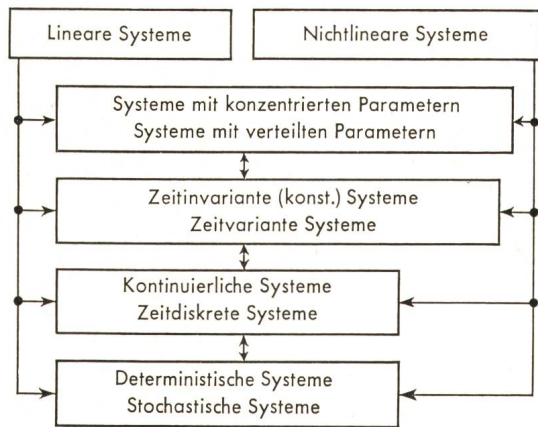 Lineare Systeme
Nichtlineare Systeme
Systeme mit konzentrierten Parametern
Systeme mit verteilten Parametern
Zeitinvariante (konst.) Systeme
Zeitvariante Systeme
Kontinuierliche Systeme
Zeitdiskrete Systeme
Deterministische Systeme
Stochastische Systeme